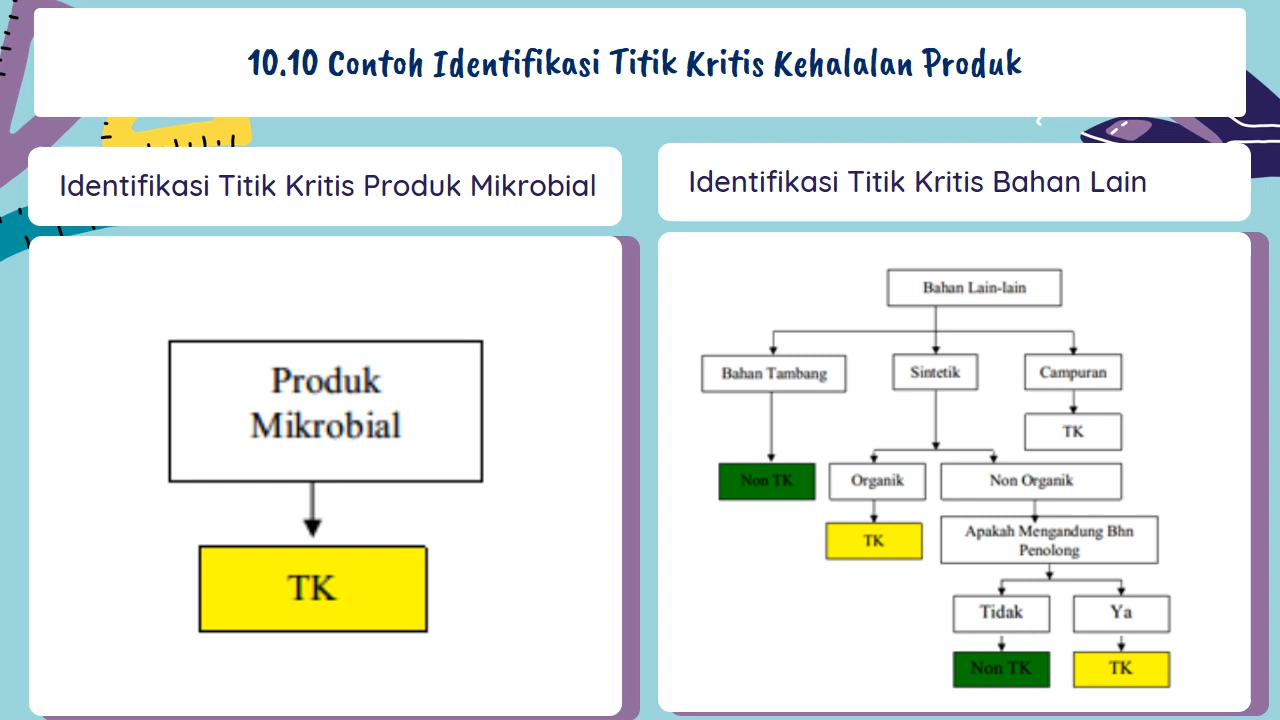 10.10 Contoh Identifikasi Titik Kritis Kehalalan Produk
Identifikasi Titik Kritis Produk Mikrobial
Produk
Mikrobial
TK
Identifikasi Titik Kritis Bahan Lain
Bahan Lain-lain
Bahan Tambang
Sintetik
Campuran
TK
Non TK
Organik
Non Organik
TK
Apakah Mengandung Bhn
Penolong
Tidak
Ya
Non TK
TK